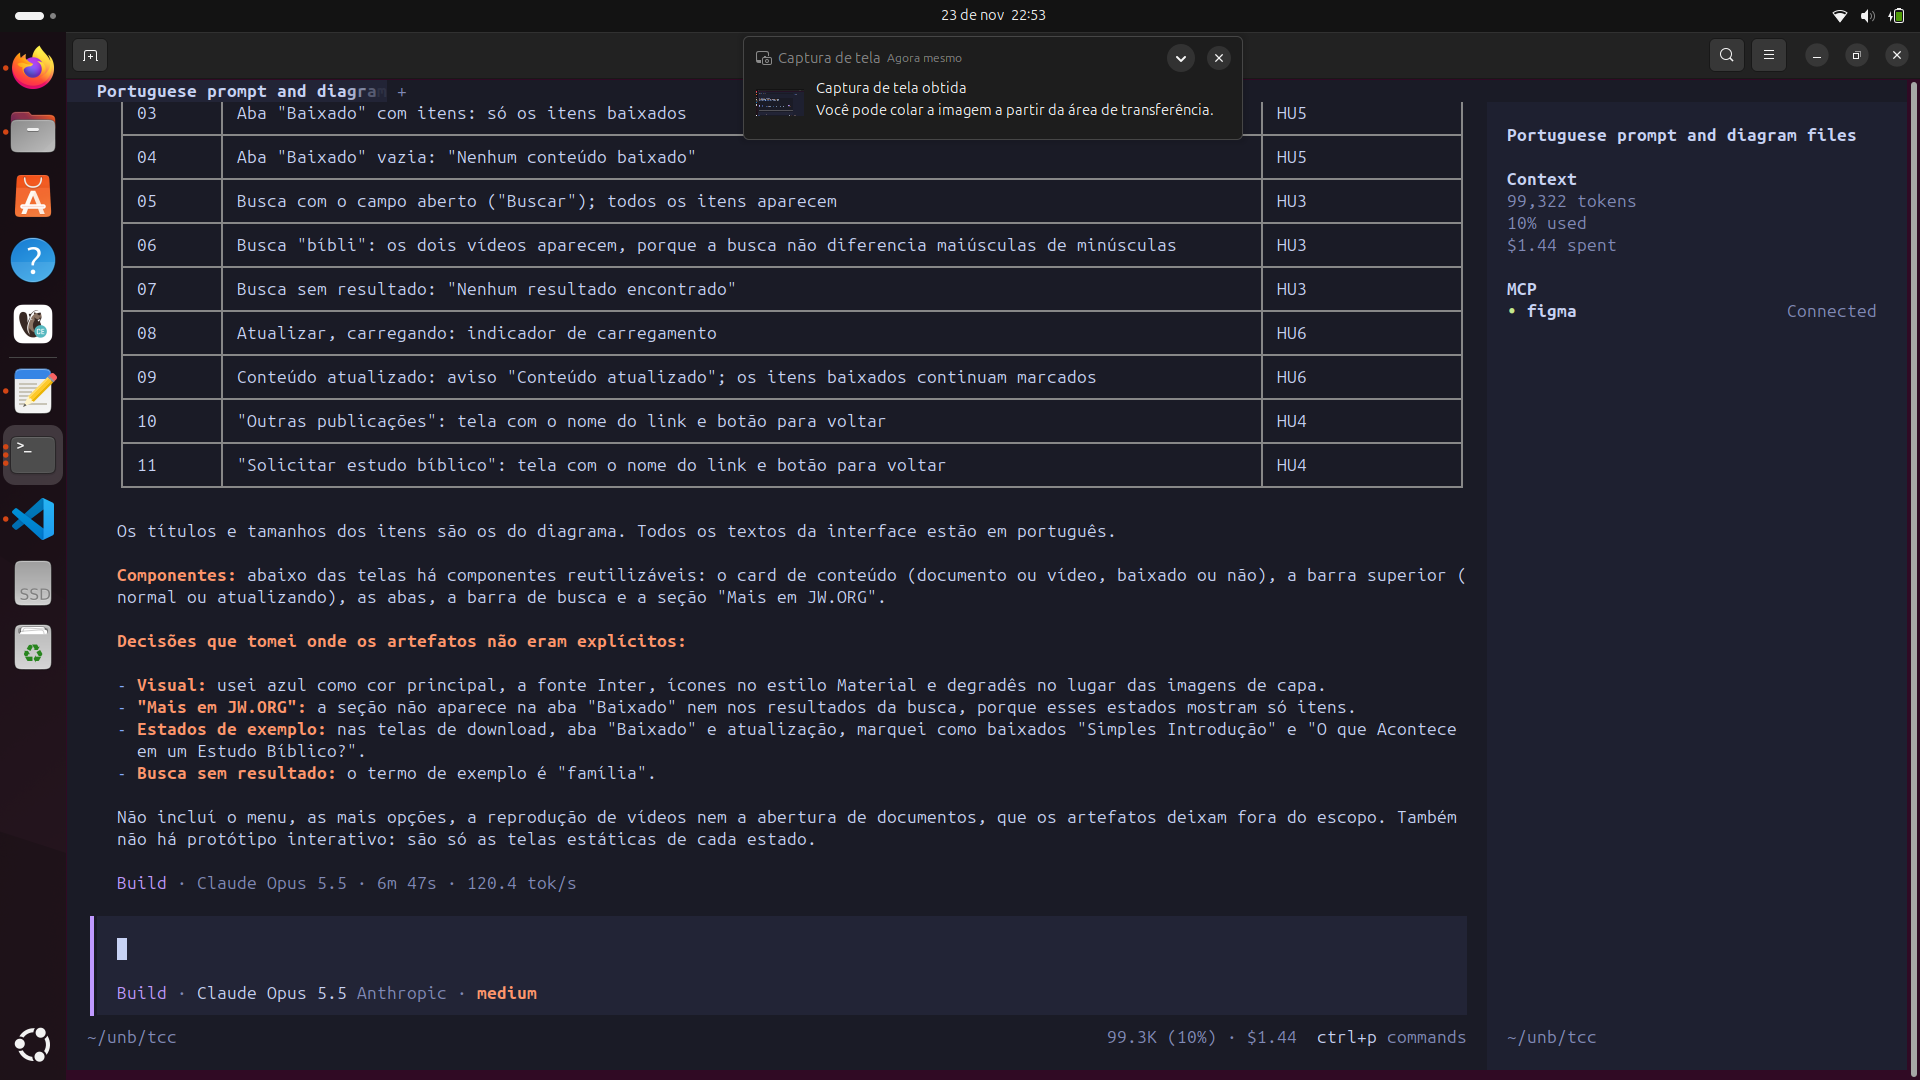 23 de nov 22:53
Captura de tela Agora mesmo
Captura de tela obtida
Você pode colar a imagem a partir da área de transferência.
Portuguese prompt and diagram +
03 Aba "Baixado" com itens: só os itens baixados HU5
04 Aba "Baixado" vazia: "Nenhum conteúdo baixado" HU5
05 Busca com o campo aberto ("Buscar"); todos os itens aparecem HU3
06 Busca "bíbli": os dois vídeos aparecem, porque a busca não diferencia maiúsculas de minúsculas HU3
07 Busca sem resultado: "Nenhum resultado encontrado" HU3
08 Atualizar, carregando: indicador de carregamento HU6
09 Conteúdo atualizado: aviso "Conteúdo atualizado"; os itens baixados continuam marcados HU6
10 "Outras publicações": tela com o nome do link e botão para voltar HU4
11 "Solicitar estudo bíblico": tela com o nome do link e botão para voltar HU4
Os títulos e tamanhos dos itens são os do diagrama. Todos os textos da interface estão em português.
Componentes: abaixo das telas há componentes reutilizáveis: o card de conteúdo (documento ou vídeo, baixado ou não), a barra superior (
normal ou atualizando), as abas, a barra de busca e a seção "Mais em JW.ORG".
Decisões que tomei onde os artefatos não eram explícitos:
- Visual: usei azul como cor principal, a fonte Inter, ícones no estilo Material e degradês no lugar das imagens de capa.
- "Mais em JW.ORG": a seção não aparece na aba "Baixado" nem nos resultados da busca, porque esses estados mostram só itens.
- Estados de exemplo: nas telas de download, aba "Baixado" e atualização, marquei como baixados "Simples Introdução" e "O que Acontece
em um Estudo Bíblico?".
- Busca sem resultado: o termo de exemplo é "família".
Não incluí o menu, as mais opções, a reprodução de vídeos nem a abertura de documentos, que os artefatos deixam fora do escopo. Também
não há protótipo interativo: são só as telas estáticas de cada estado.
Build · Claude Opus 5.5 · 6m 47s · 120.4 tok/s
Build · Claude Opus 5.5 Anthropic · medium
~/unb/tcc
99.3K (10%) · $1.44 ctrl+p commands
Portuguese prompt and diagram files
Context
99,322 tokens
10% used
$1.44 spent
MCP
• figma Connected
~/unb/tcc
SSD